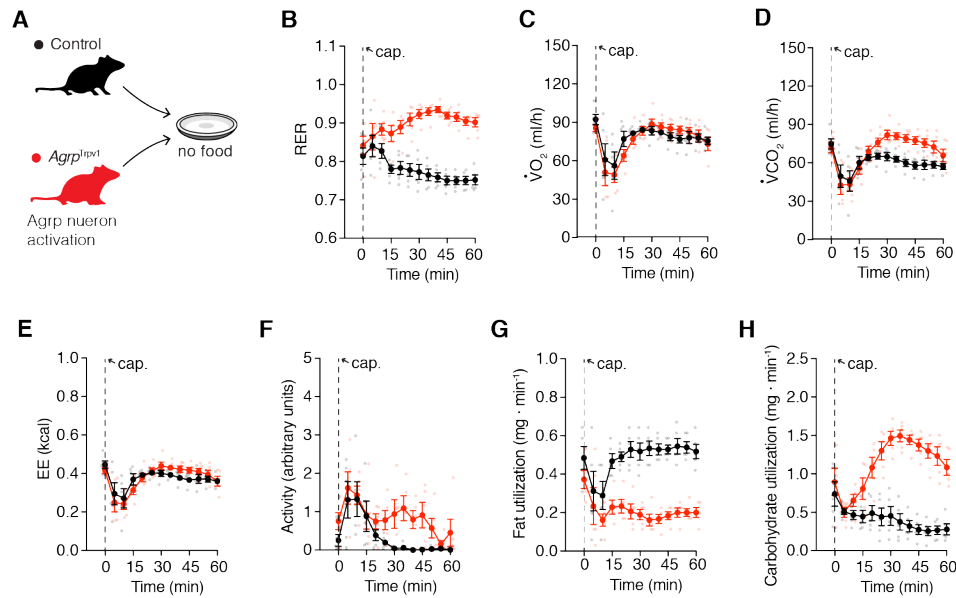 A
Control
Agrp^Trpv1
Agrp nueron
activation
no food
B
cap.
RER
1.1
1.0
0.9
0.8
0.7
0.6
0 15 30 45 60
Time (min)
C
cap.
V̇O₂ (ml/h)
150
120
90
60
30
0
0 15 30 45 60
Time (min)
D
cap.
V̇CO₂ (ml/h)
150
120
90
60
30
0
0 15 30 45 60
Time (min)
E
cap.
EE (kcal)
1.0
0.8
0.6
0.4
0.2
0.0
0 15 30 45 60
Time (min)
F
cap.
Activity (arbitrary units)
5
4
3
2
1
0
0 15 30 45 60
Time (min)
G
cap.
Fat utilization (mg · min⁻¹)
1.0
0.8
0.6
0.4
0.2
0.0
0 15 30 45 60
Time (min)
H
cap.
Carbohydrate utilization (mg · min⁻¹)
2.5
2.0
1.5
1.0
0.5
0.0
0 15 30 45 60
Time (min)